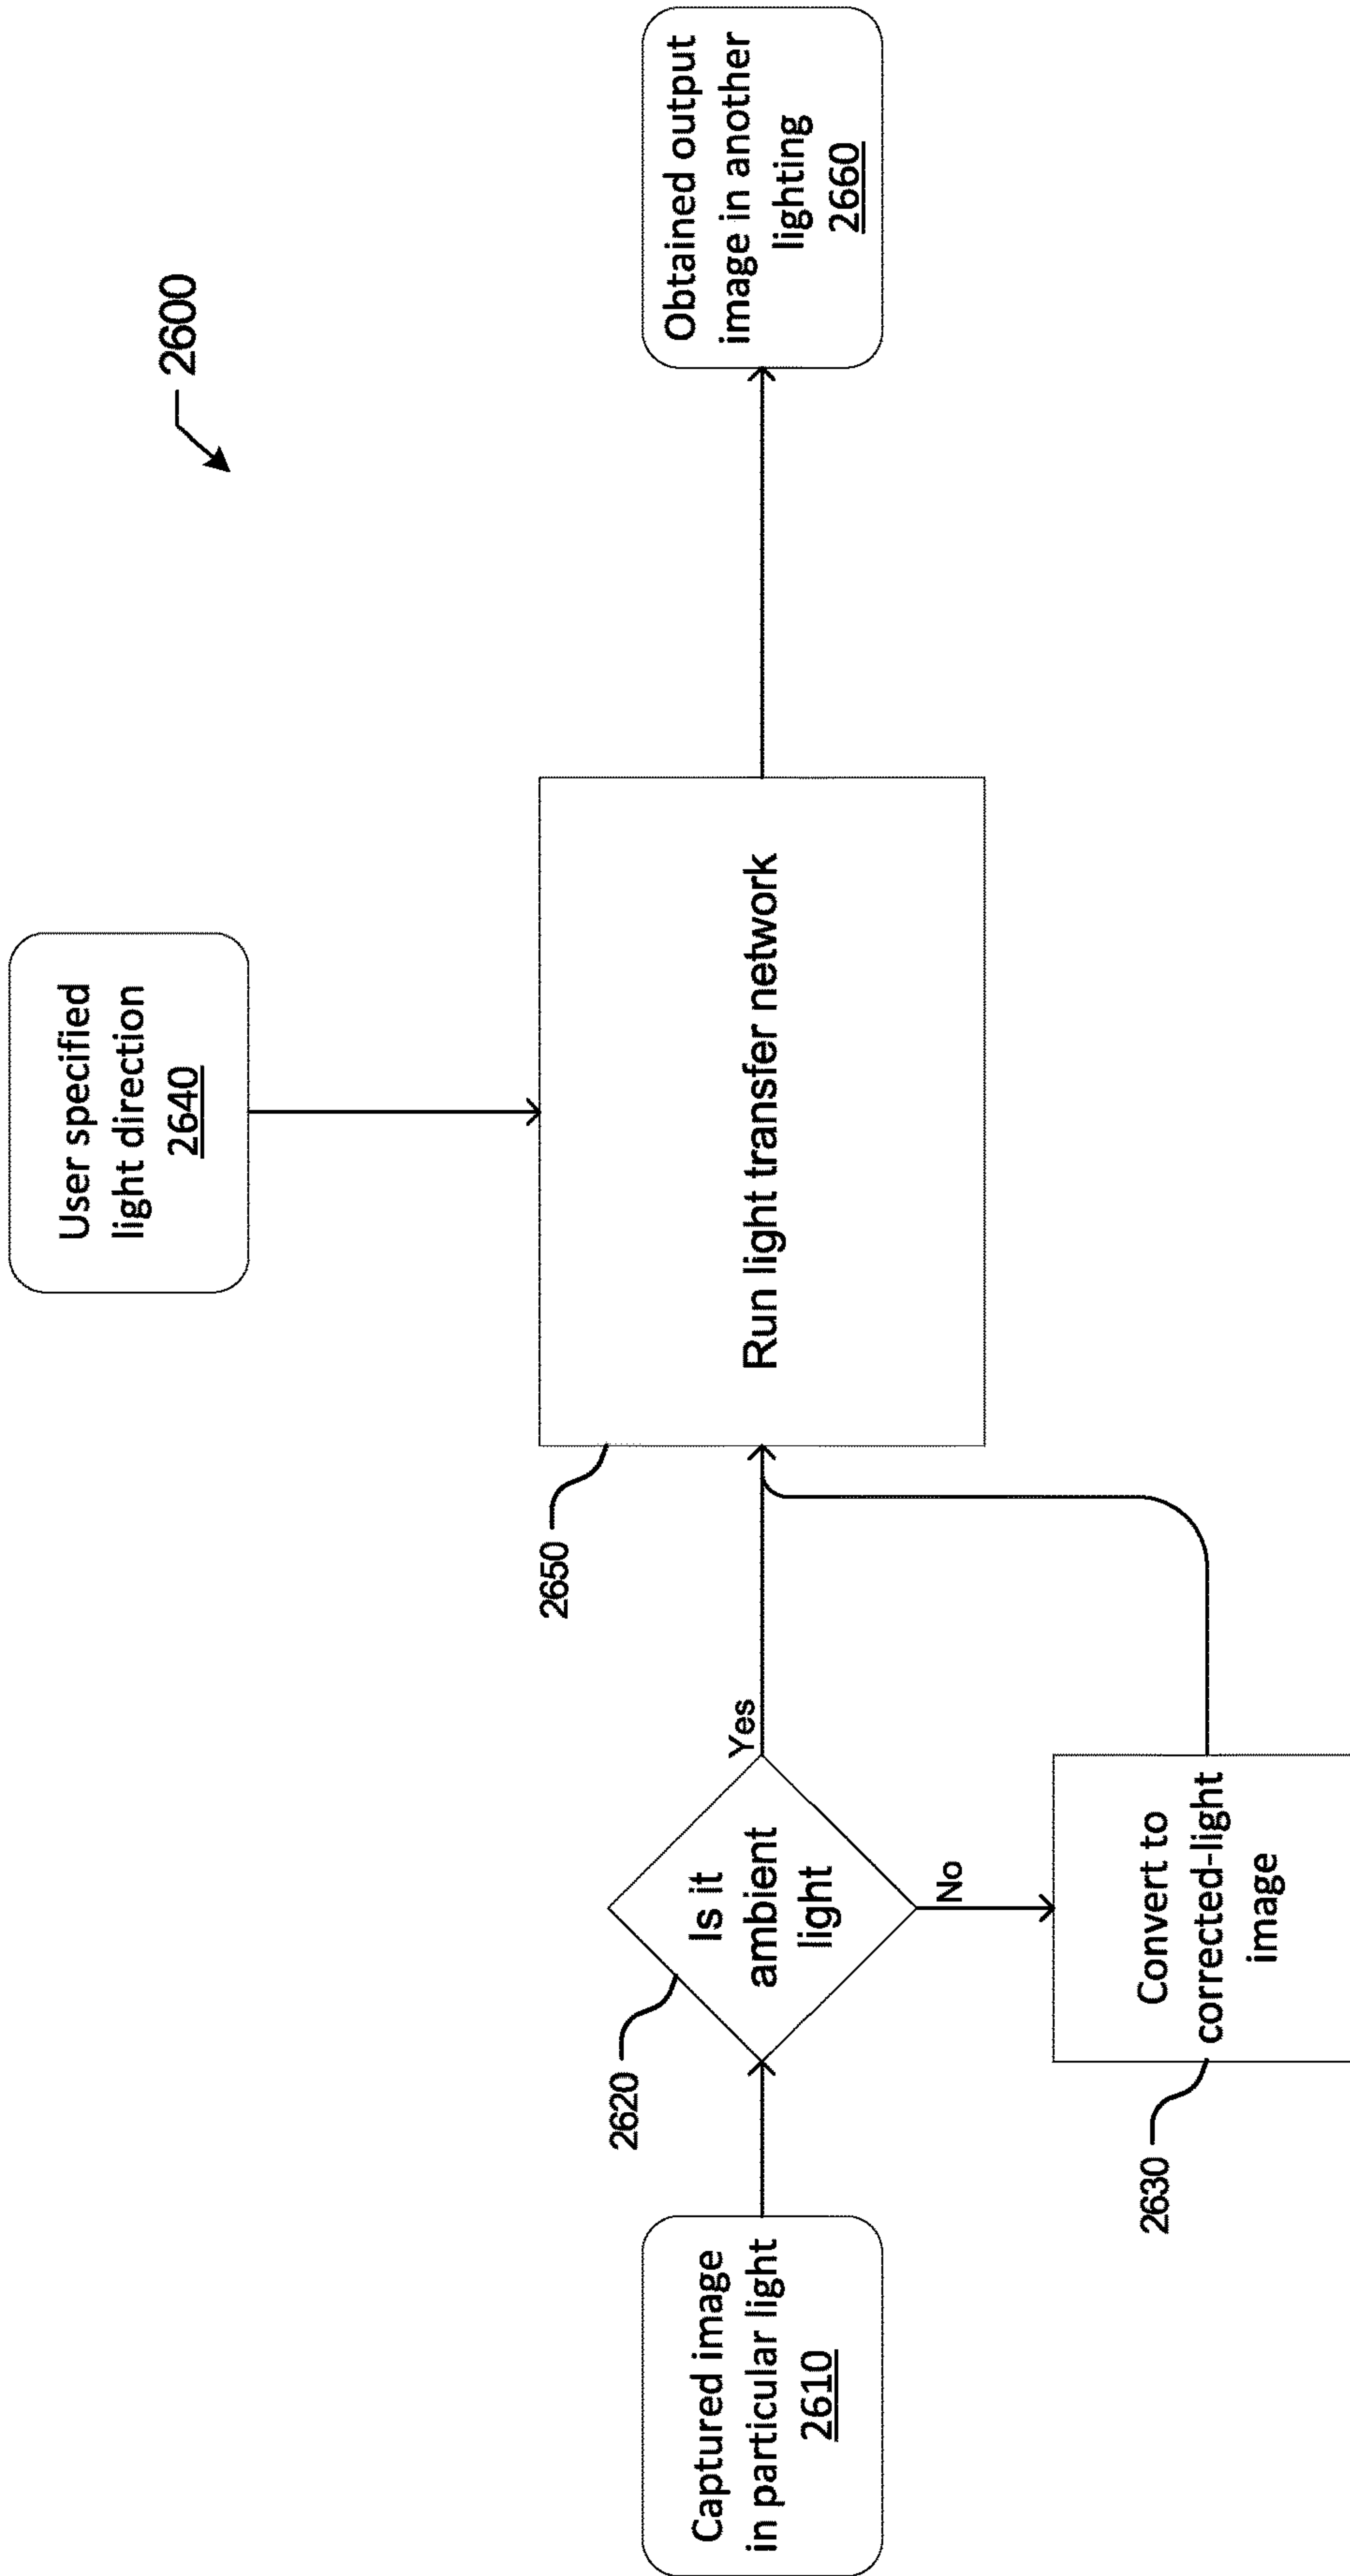 2600
User specified
light direction
2640
Captured image
in particular light
2610
2620
Is it
ambient
light
Yes
No
2630
Convert to
corrected-light
image
2650
Run light transfer network
Obtained output
image in another
lighting
2660